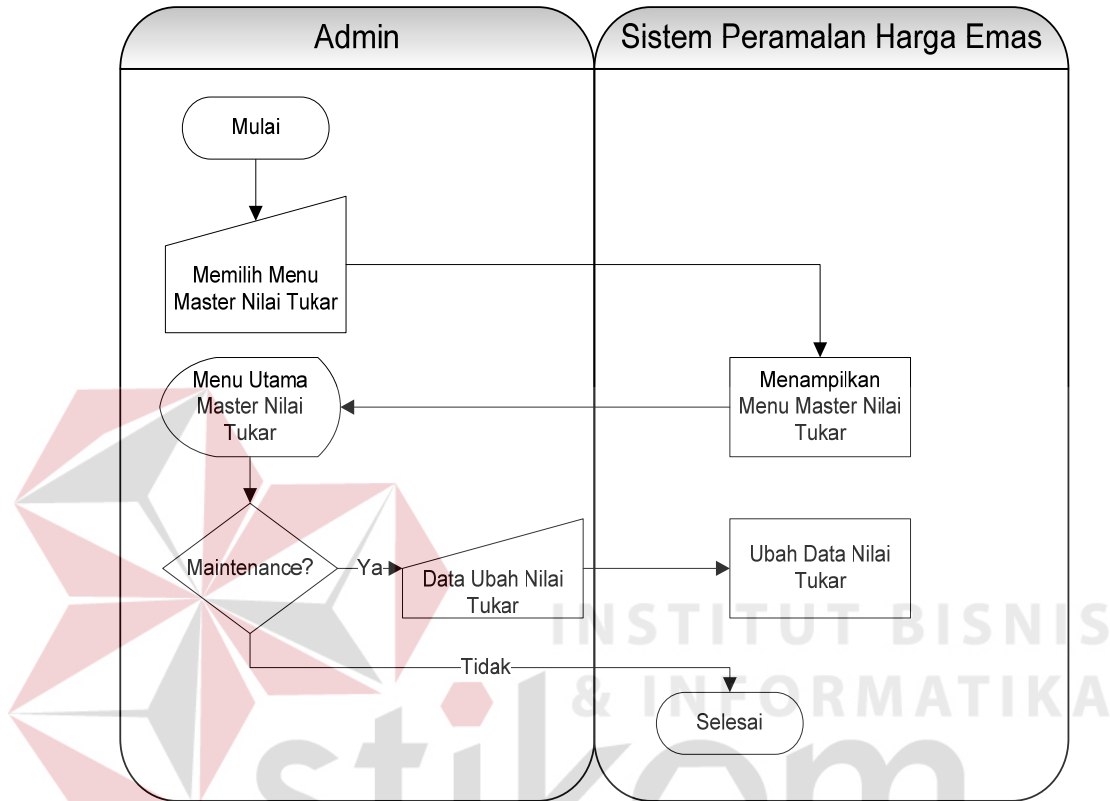 Admin
Sistem Peramalan Harga Emas
Mulai
Memilih Menu
Master Nilai Tukar
Menu Utama
Master Nilai
Tukar
Menampilkan
Menu Master Nilai
Tukar
Maintenance?
Ya
Data Ubah Nilai
Tukar
Ubah Data Nilai
Tukar
Tidak
Selesai
INSTITUT BISNIS
& INFORMATIKA
stikom